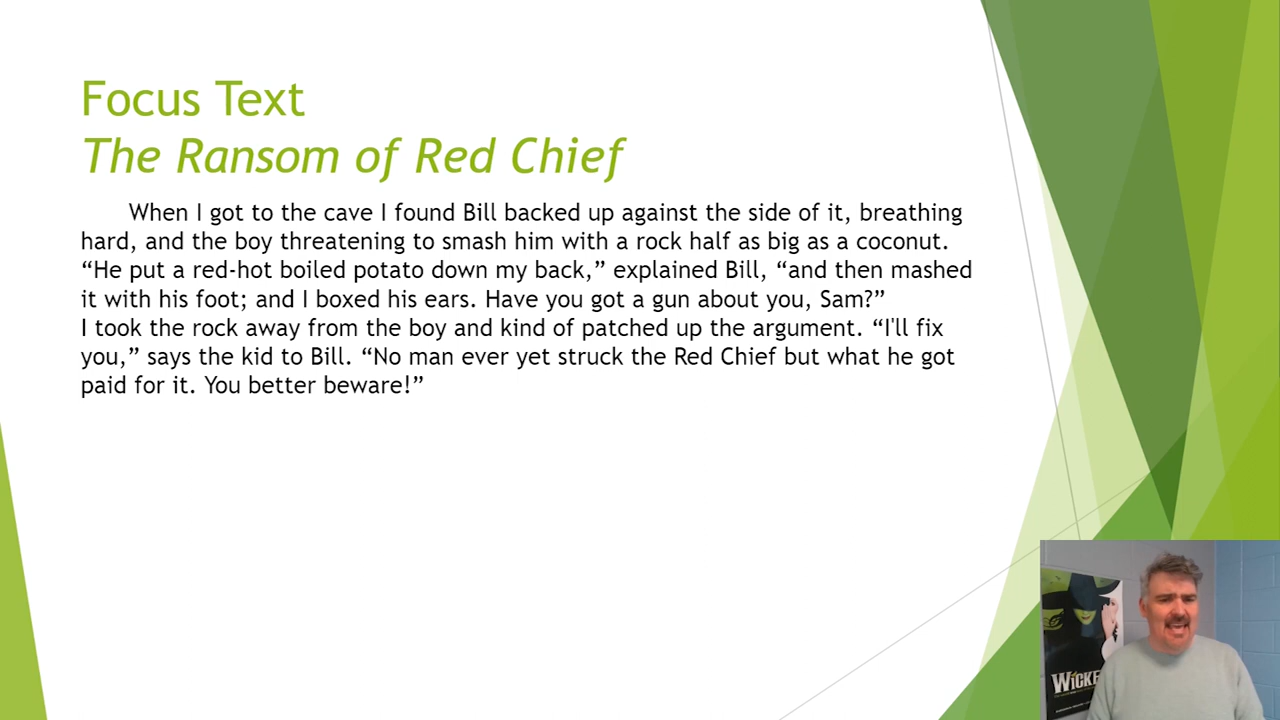 Focus Text
The Ransom of Red Chief
When I got to the cave I found Bill backed up against the side of it, breathing
hard, and the boy threatening to smash him with a rock half as big as a coconut.
“He put a red-hot boiled potato down my back,” explained Bill, “and then mashed
it with his foot; and I boxed his ears. Have you got a gun about you, Sam?”
I took the rock away from the boy and kind of patched up the argument. “I'll fix
you,” says the kid to Bill. “No man ever yet struck the Red Chief but what he got
paid for it. You better beware!”
WICKE